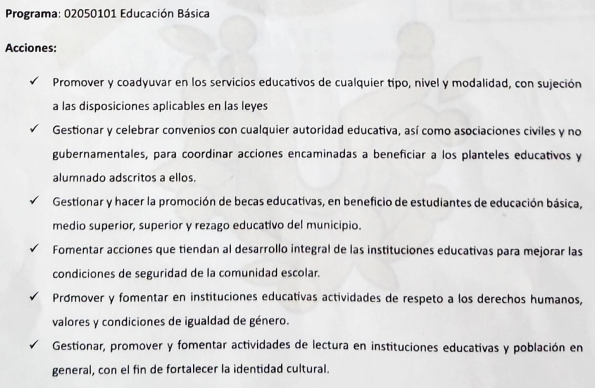 Programa: 02050101 Educación Básica
Acciones:
✓ Promover y coadyuvar en los servicios educativos de cualquier tipo, nivel y modalidad, con sujeción
a las disposiciones aplicables en las leyes
✓ Gestionar y celebrar convenios con cualquier autoridad educativa, así como asociaciones civiles y no
gubernamentales, para coordinar acciones encaminadas a beneficiar a los planteles educativos y
alumnado adscritos a ellos.
✓ Gestionar y hacer la promoción de becas educativas, en beneficio de estudiantes de educación básica,
medio superior, superior y rezago educativo del municipio.
✓ Fomentar acciones que tiendan al desarrollo integral de las instituciones educativas para mejorar las
condiciones de seguridad de la comunidad escolar.
✓ Promover y fomentar en instituciones educativas actividades de respeto a los derechos humanos,
valores y condiciones de igualdad de género.
✓ Gestionar, promover y fomentar actividades de lectura en instituciones educativas y población en
general, con el fin de fortalecer la identidad cultural.